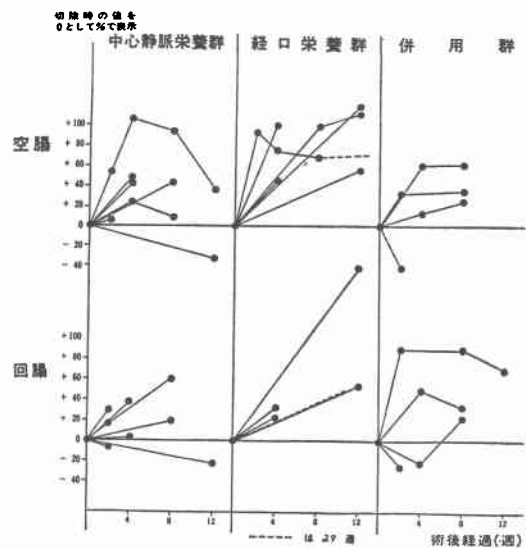 切除時の値を
0として%で表示
中心静脈栄養群
経口栄養群
併用群
空腸
+100
+80
+60
+40
+20
0
-20
-40
回腸
+100
+80
+60
+40
+20
0
-20
-40
4 8 12
4 8 12
4 8 12
----- は29週
術後経過(週)